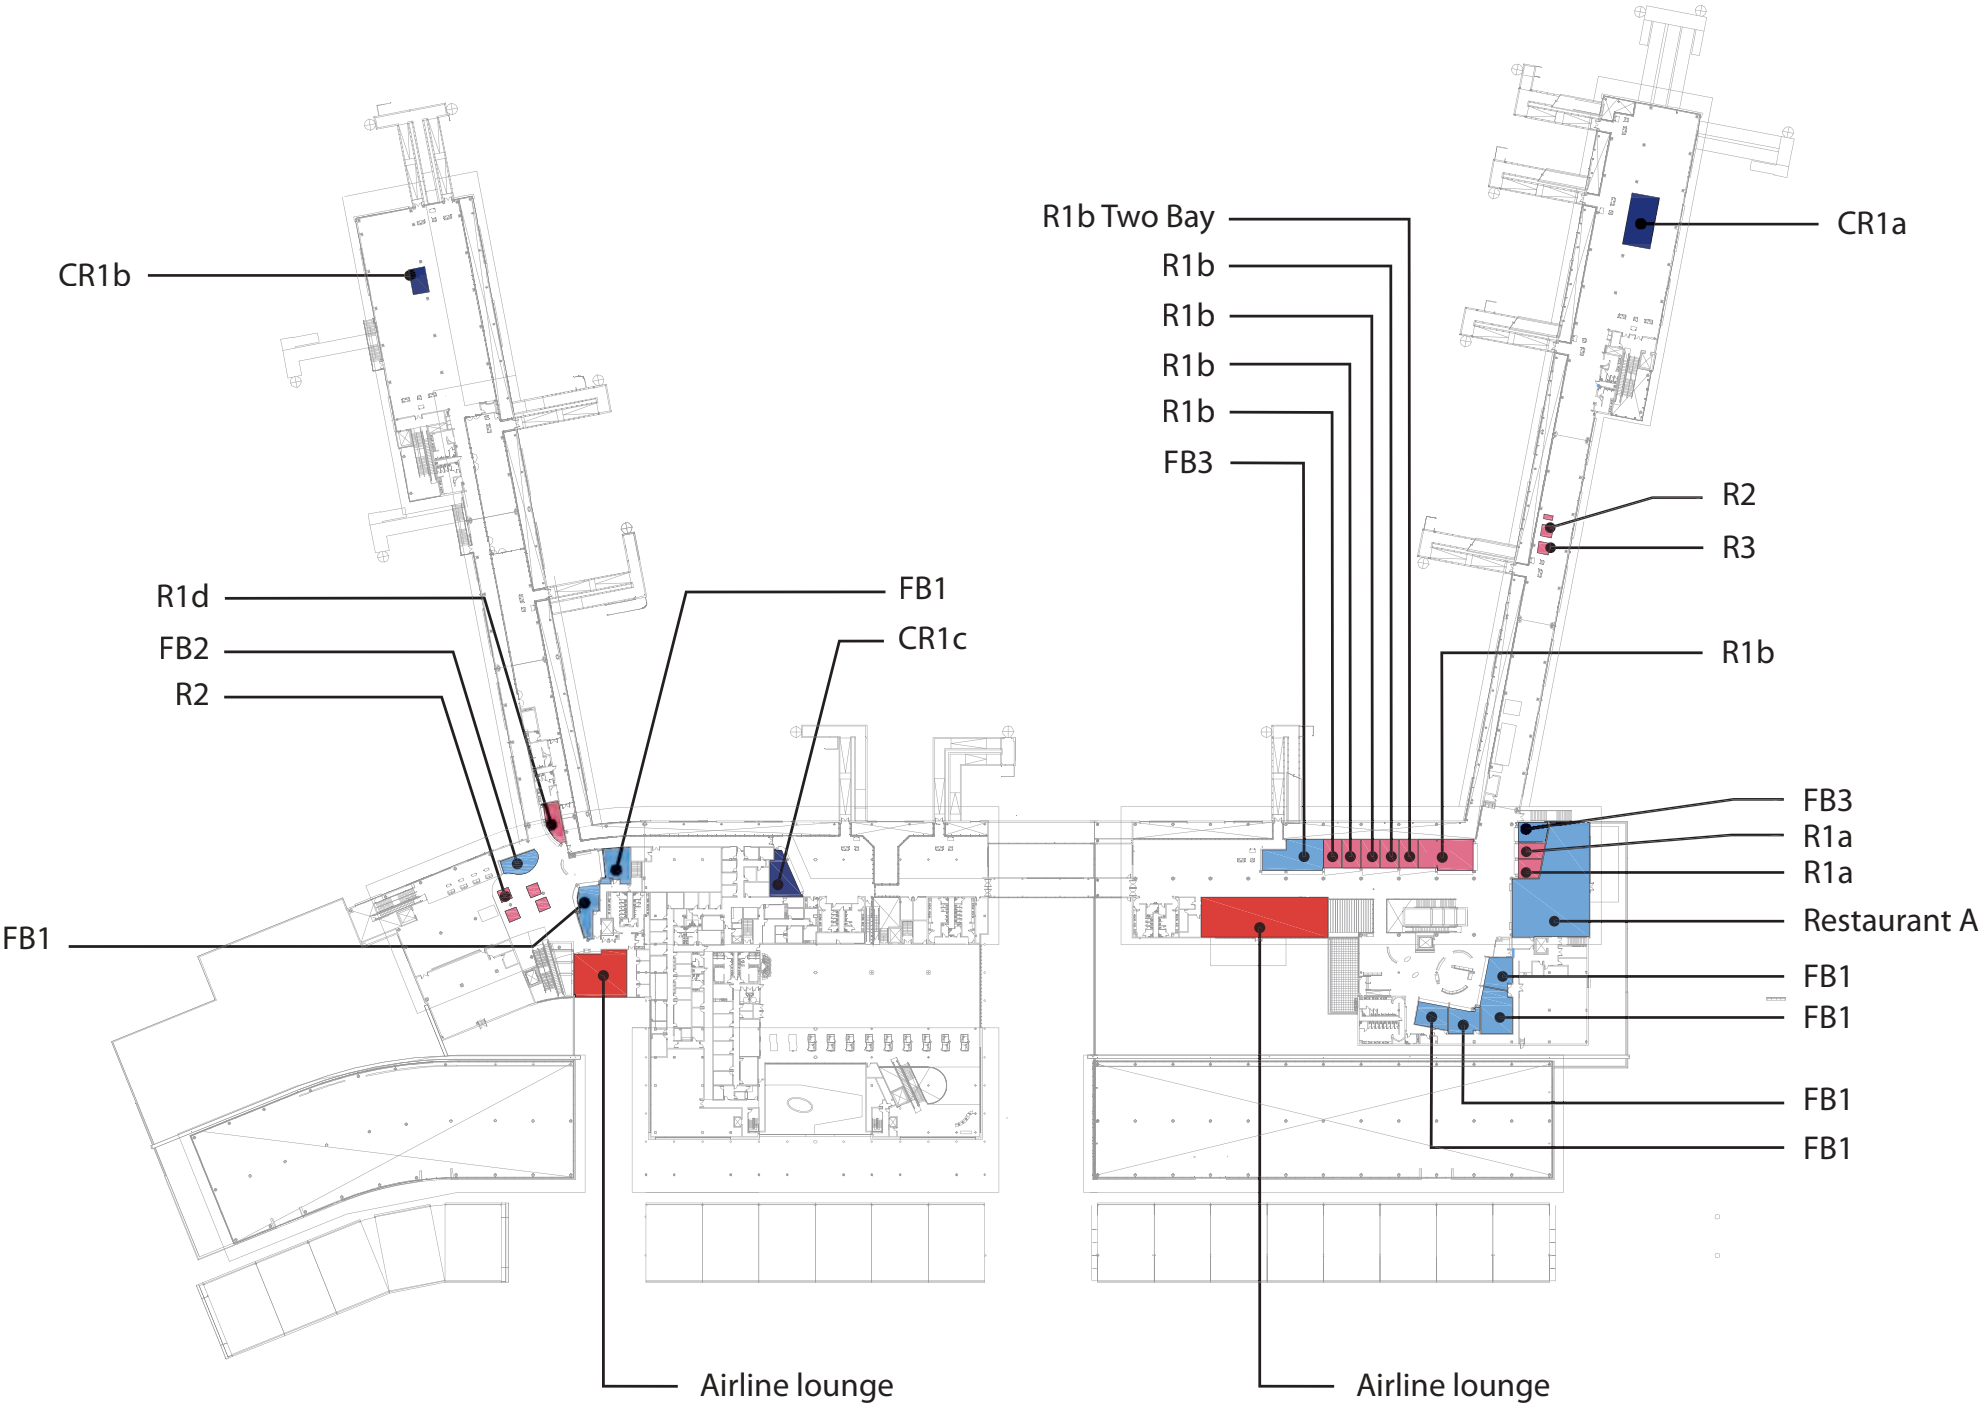 R1b Two Bay
CR1a
R1b
CR1b
R1b
R1b
R1b
FB3
R2
R3
FB1
R1d
CR1c
FB2
R1b
R2
FB3
R1a
R1a
Restaurant A
FB1
FB1
FB1
FB1
FB1
Airline lounge
Airline lounge